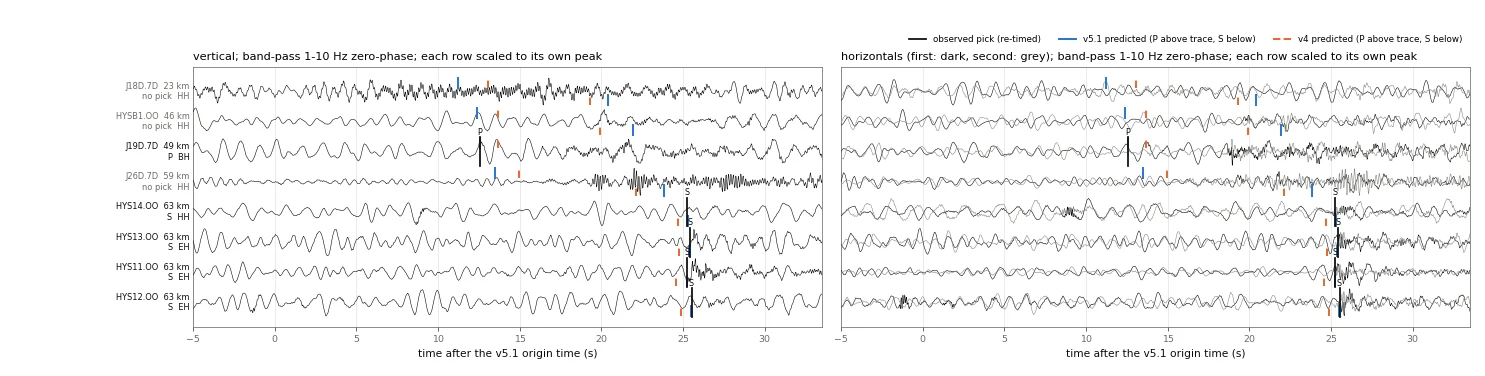 observed pick (re-timed) v5.1 predicted (P above trace, S below) v4 predicted (P above trace, S below)
vertical; band-pass 1-10 Hz zero-phase; each row scaled to its own peak
horizontals (first: dark, second: grey); band-pass 1-10 Hz zero-phase; each row scaled to its own peak
J18D.7D 23 km
no pick HH
HYSB1.OO 46 km
no pick HH
J19D.7D 49 km
P BH
J26D.7D 59 km
no pick HH
HYS14.OO 63 km
S HH
HYS13.OO 63 km
S EH
HYS11.OO 63 km
S EH
HYS12.OO 63 km
S EH
P
S
S
S
S
P
S
S
S
S
−5 0 5 10 15 20 25 30
−5 0 5 10 15 20 25 30
time after the v5.1 origin time (s)
time after the v5.1 origin time (s)